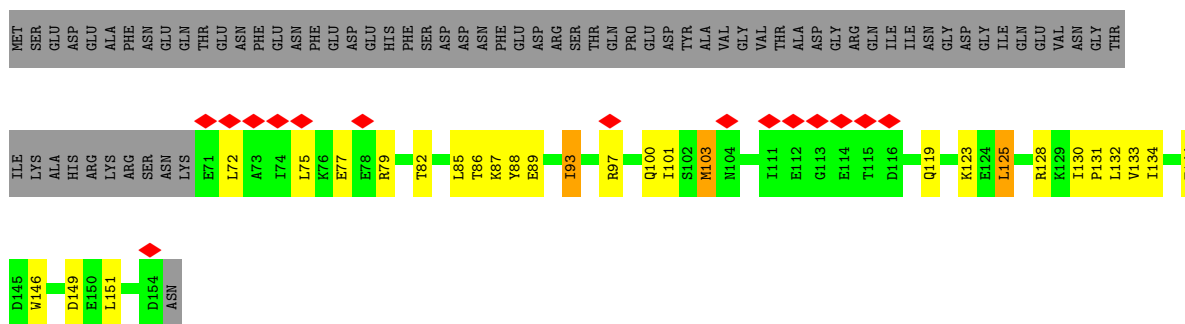 MET SER GLU ASP GLU ALA PHE ASN GLU GLN THR GLU ASN PHE GLU ASN PHE GLU ASP GLU HIS PHE SER ASP ASP ASN PHE GLU ASP ARG SER THR GLN PRO GLU ASP TYR ALA VAL GLY VAL THR ALA ASP GLY ARG GLN ILE ILE ASN GLY ASP GLY ILE GLN GLU VAL ASN GLY THR
ILE LYS ALA HIS ARG LYS ARG SER ASN LYS E71 L72 A73 I74 L75 K76 E77 E78 R79 T82 L85 T86 K87 Y88 E89 I93 R97 Q100 I101 S102 M103 N104 I111 E112 G113 E114 T115 D116 Q119 K123 E124 L125 R128 K129 I130 P131 L132 V133 I134
D145 W146 D149 E150 L151 D154 ASN